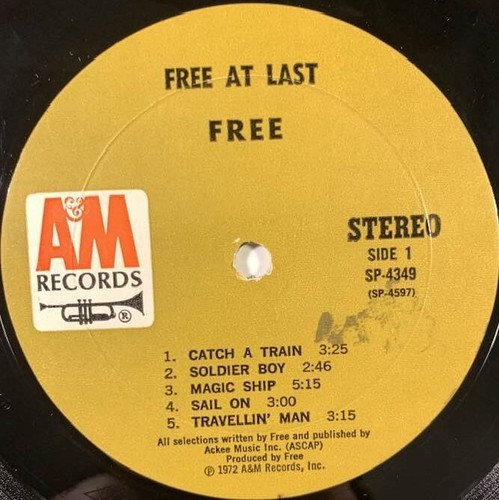 FREE AT LAST
FREE
A&M
RECORDS
®
STEREO
SIDE 1
SP-4349
(SP-4597)
1. CATCH A TRAIN 3:25
2. SOLDIER BOY 2:46
3. MAGIC SHIP 5:15
4. SAIL ON 3:00
5. TRAVELLIN' MAN 3:15
All selections written by Free and published by
Ackee Music Inc. (ASCAP)
Produced by Free
℗ 1972 A&M Records, Inc.